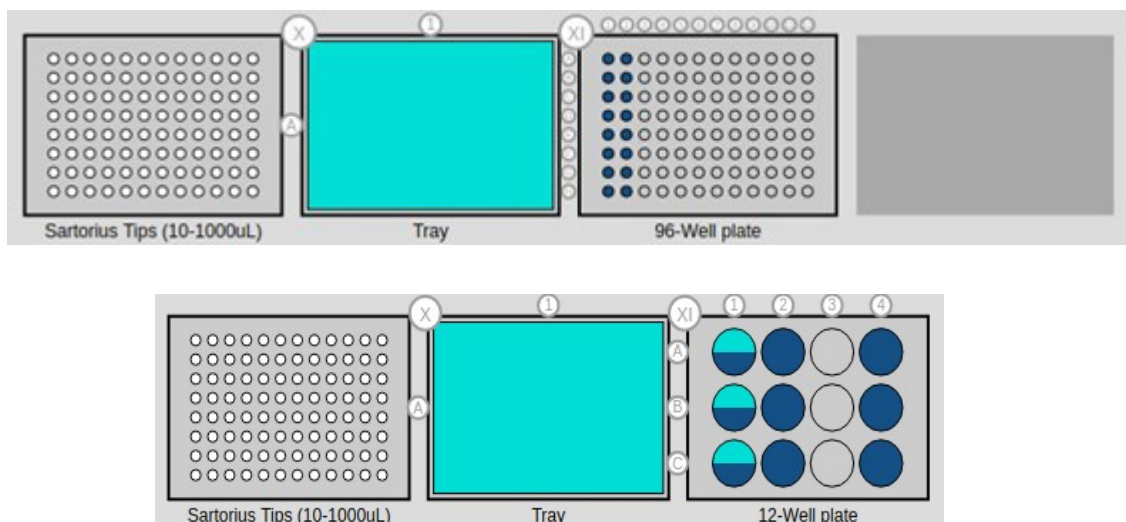 X 1 XI
A
Sartorius Tips (10-1000uL) Tray 96-Well plate
X 1 XI 1 2 3 4
A
A B
C
Sartorius Tips (10-1000uL) Tray 12-Well plate